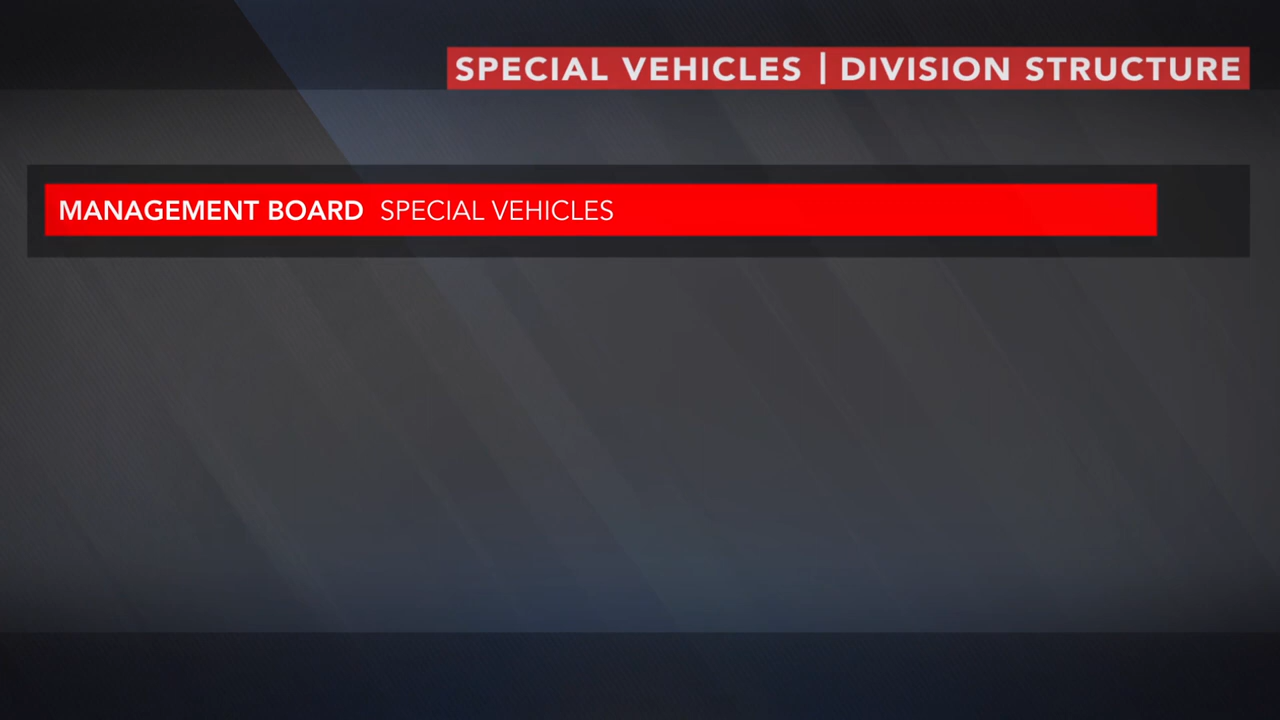 SPECIAL VEHICLES | DIVISION STRUCTURE
MANAGEMENT BOARD SPECIAL VEHICLES